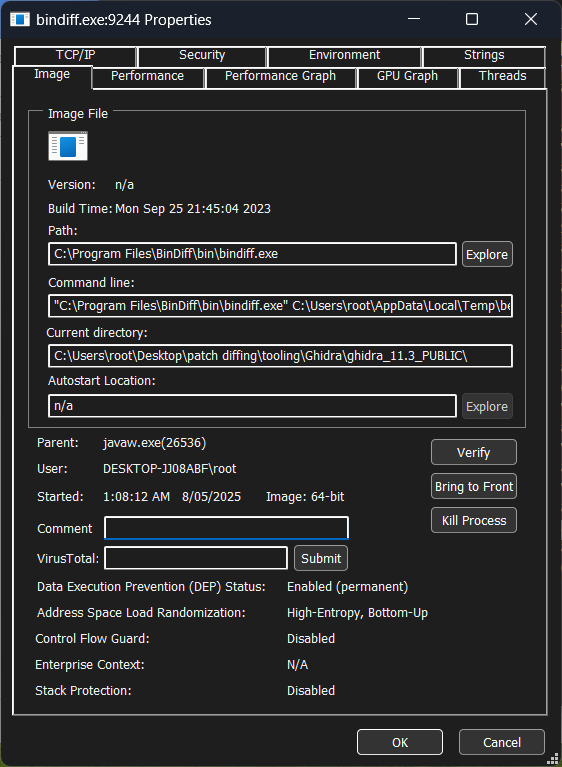 bindiff.exe:9244 Properties
TCP/IP Security Environment Strings
Image Performance Performance Graph GPU Graph Threads
Image File
Version: n/a
Build Time: Mon Sep 25 21:45:04 2023
Path:
C:\Program Files\BinDiff\bin\bindiff.exe Explore
Command line:
"C:\Program Files\BinDiff\bin\bindiff.exe" C:\Users\root\AppData\Local\Temp\be
Current directory:
C:\Users\root\Desktop\patch diffing\tooling\Ghidra\ghidra_11.3_PUBLIC\
Autostart Location:
n/a Explore
Parent: javaw.exe(26536) Verify
User: DESKTOP-JJ08ABF\root
Bring to Front
Started: 1:08:12 AM 8/05/2025 Image: 64-bit
Kill Process
Comment
VirusTotal: Submit
Data Execution Prevention (DEP) Status: Enabled (permanent)
Address Space Load Randomization: High-Entropy, Bottom-Up
Control Flow Guard: Disabled
Enterprise Context: N/A
Stack Protection: Disabled
OK Cancel